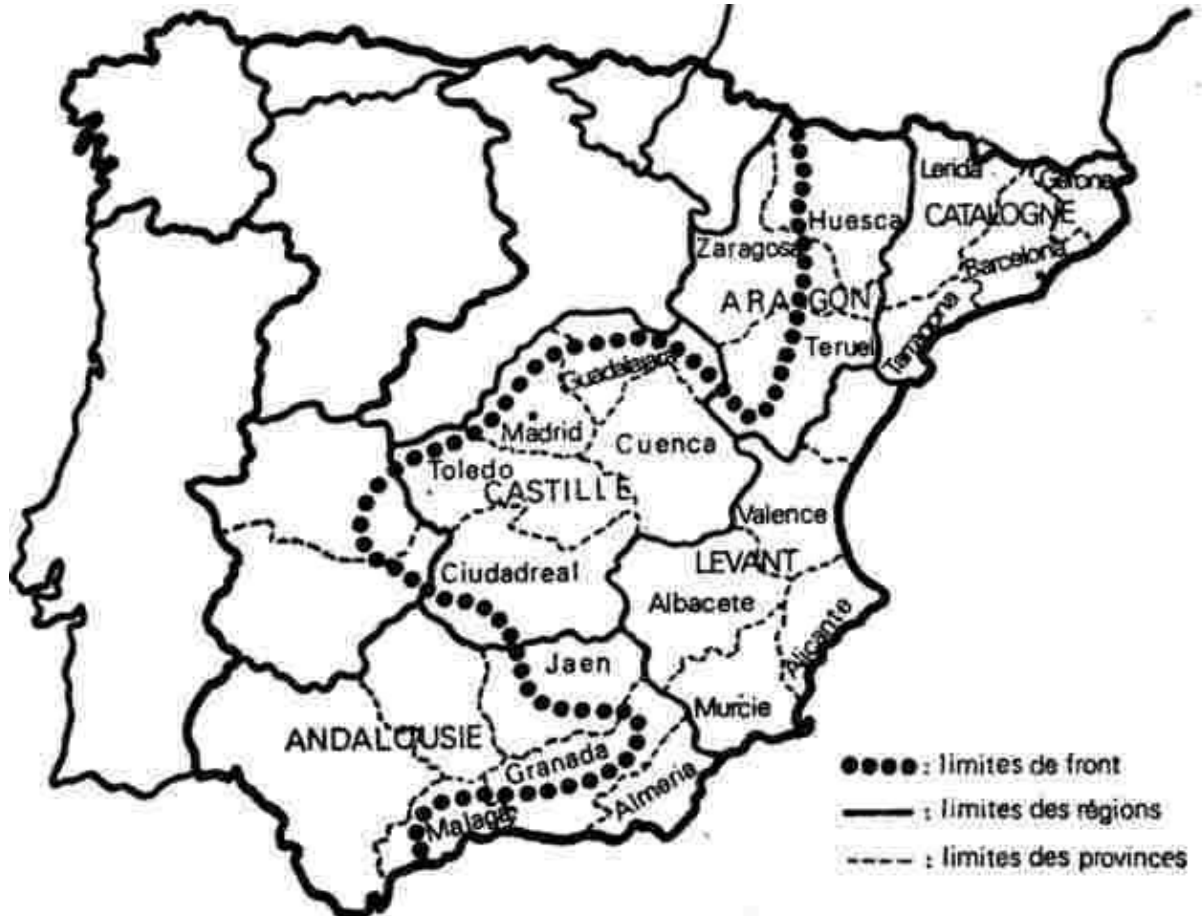 Lerida
Gerona
CATALOGNE
Huesca
Zaragosa
Barcelona
ARAGON
Tarragona
Teruel
Guadalajara
Madrid
Cuenca
Toledo
CASTILLE
Valence
LEVANT
Ciudadreal
Albacete
Alicante
Jaen
Murcie
ANDALOUSIE
Granada
Almeria
Malaga
: limites de front
: limites des régions
: limites des provinces